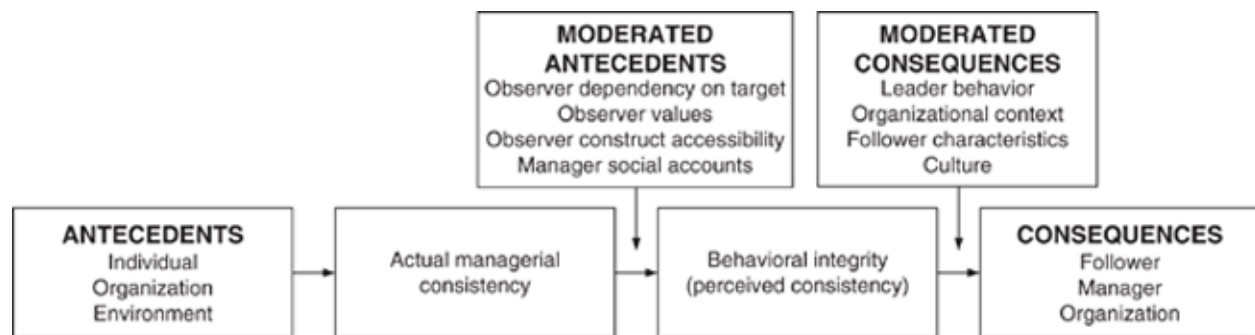 MODERATED
ANTECEDENTS
Observer dependency on target
Observer values
Observer construct accessibility
Manager social accounts
MODERATED
CONSEQUENCES
Leader behavior
Organizational context
Follower characteristics
Culture
ANTECEDENTS
Individual
Organization
Environment
Actual managerial
consistency
Behavioral integrity
(perceived consistency)
CONSEQUENCES
Follower
Manager
Organization